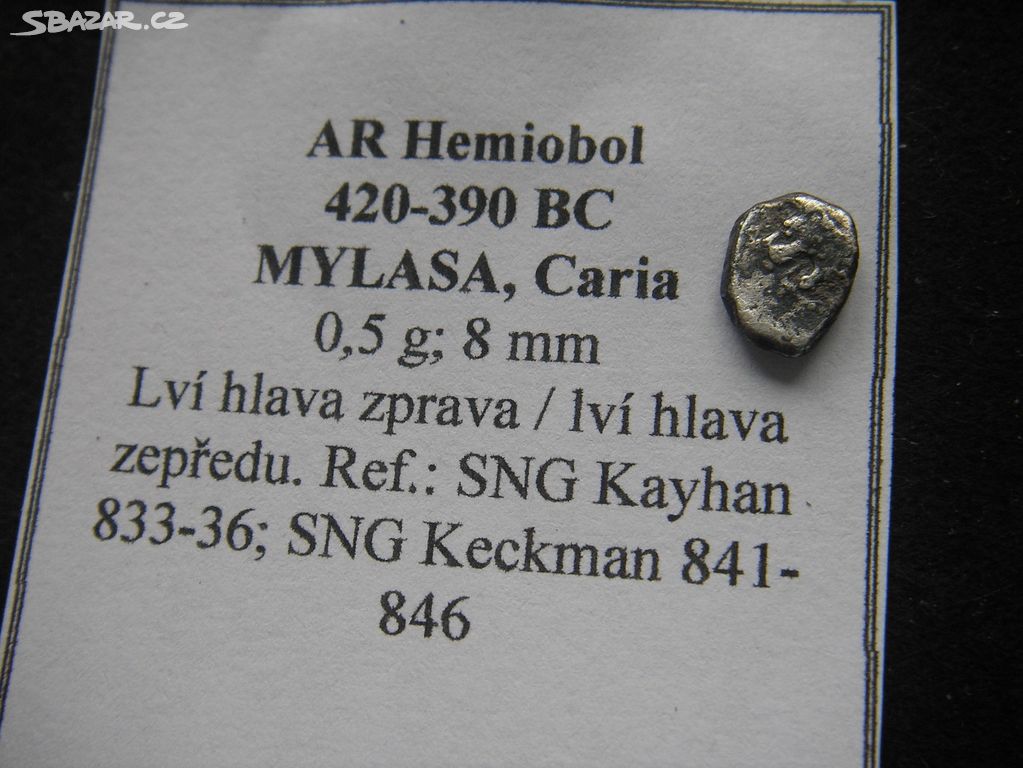 SBAZAR.CZ
AR Hemiobol
420-390 BC
MYLASA, Caria
0,5 g; 8 mm
Lví hlava zprava / lví hlava
zepředu. Ref.: SNG Kayhan
833-36; SNG Keckman 841-
846